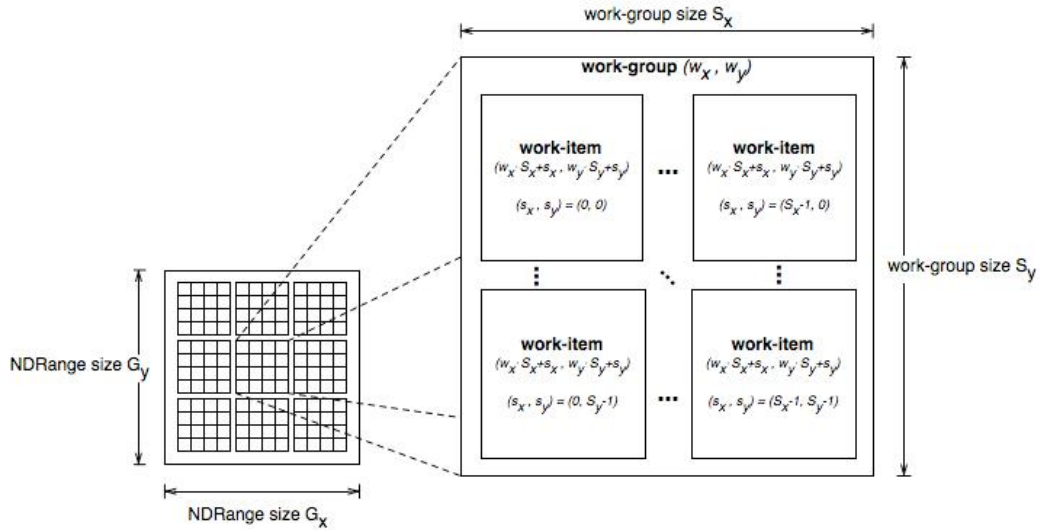 work-group size Sx
work-group (wx , wy)
work-item
(wx· Sx+sx , wy· Sy+sy)
(sx , sy) = (0, 0)
...
work-item
(wx· Sx+sx , wy· Sy+sy)
(sx , sy) = (Sx-1, 0)
work-group size Sy
work-item
(wx· Sx+sx , wy· Sy+sy)
(sx , sy) = (0, Sy-1)
...
work-item
(wx· Sx+sx , wy· Sy+sy)
(sx , sy) = (Sx-1, Sy-1)
NDRange size Gy
NDRange size Gx